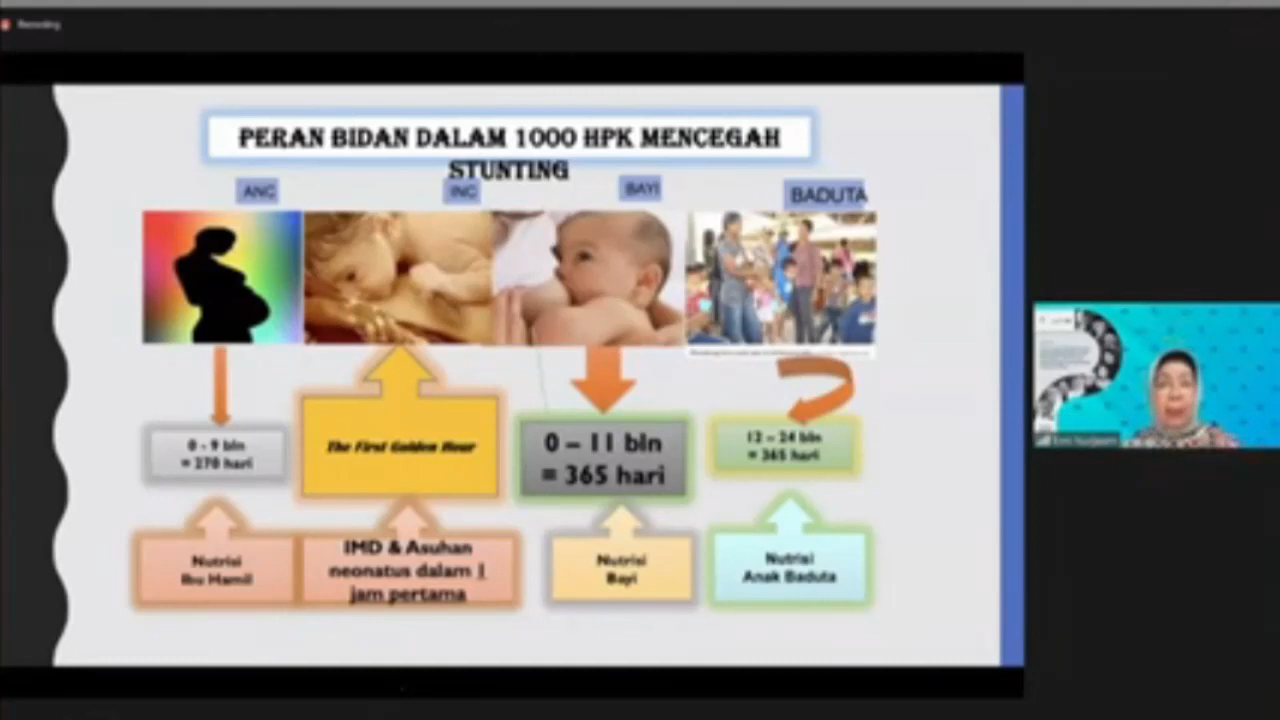 Recording
PERAN BIDAN DALAM 1000 HPK MENCEGAH
STUNTING
ANC
INC
BAYI
BADUTA
0 - 9 bln
= 270 hari
The First Golden Hour
0 – 11 bln
= 365 hari
12 – 24 bln
= 365 hari
Nutrisi
Ibu Hamil
IMD & Asuhan
neonatus dalam 1
jam pertama
Nutrisi
Bayi
Nutrisi
Anak Baduta